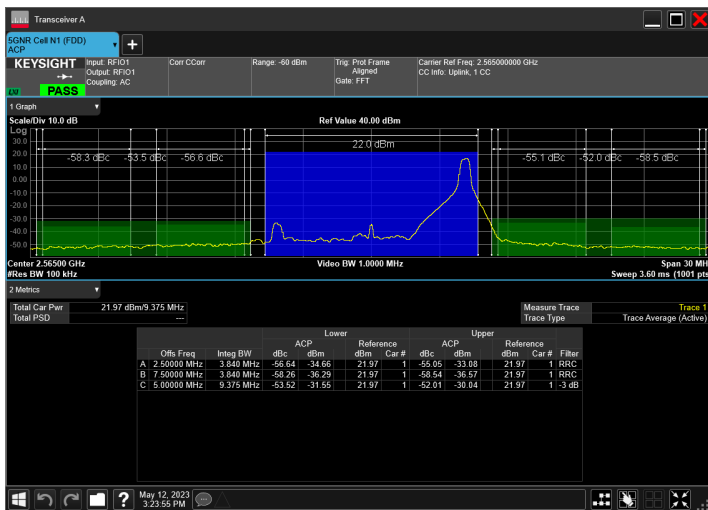 Transceiver A
5GNR Cell N1 (FDD)
ACP
KEYSIGHT
LXI
PASS
Input: RFIO1
Output: RFIO1
Coupling: AC
Corr CCorr
Range: -60 dBm
Trig: Prot Frame
Aligned
Gate: FFT
Carrier Ref Freq: 2.565000000 GHz
CC Info: Uplink, 1 CC
1 Graph
Scale/Div 10.0 dB
Ref Value 40.00 dBm
Log
30.0
20.0
10.0
0.00
-10.0
-20.0
-30.0
-40.0
-50.0
22.0 dBm
-58.3 dBc
-53.5 dBc
-56.6 dBc
-55.1 dBc
-52.0 dBc
-58.5 dBc
Center 2.56500 GHz
Video BW 1.0000 MHz
Span 30 MH
#Res BW 100 kHz
Sweep 3.60 ms (1001 pts
2 Metrics
Total Car Pwr 21.97 dBm/9.375 MHz
Total PSD ---
Measure Trace Trace 1
Trace Type Trace Average (Active)
Lower Upper
ACP Reference ACP Reference
Offs Freq Integ BW dBc dBm dBm Car # dBc dBm dBm Car # Filter
A 2.50000 MHz 3.840 MHz -56.64 -34.66 21.97 1 -55.05 -33.08 21.97 1 RRC
B 7.50000 MHz 3.840 MHz -58.26 -36.29 21.97 1 -58.54 -36.57 21.97 1 RRC
C 5.00000 MHz 9.375 MHz -53.52 -31.55 21.97 1 -52.01 -30.04 21.97 1 -3 dB
?
May 12, 2023
3:23:55 PM